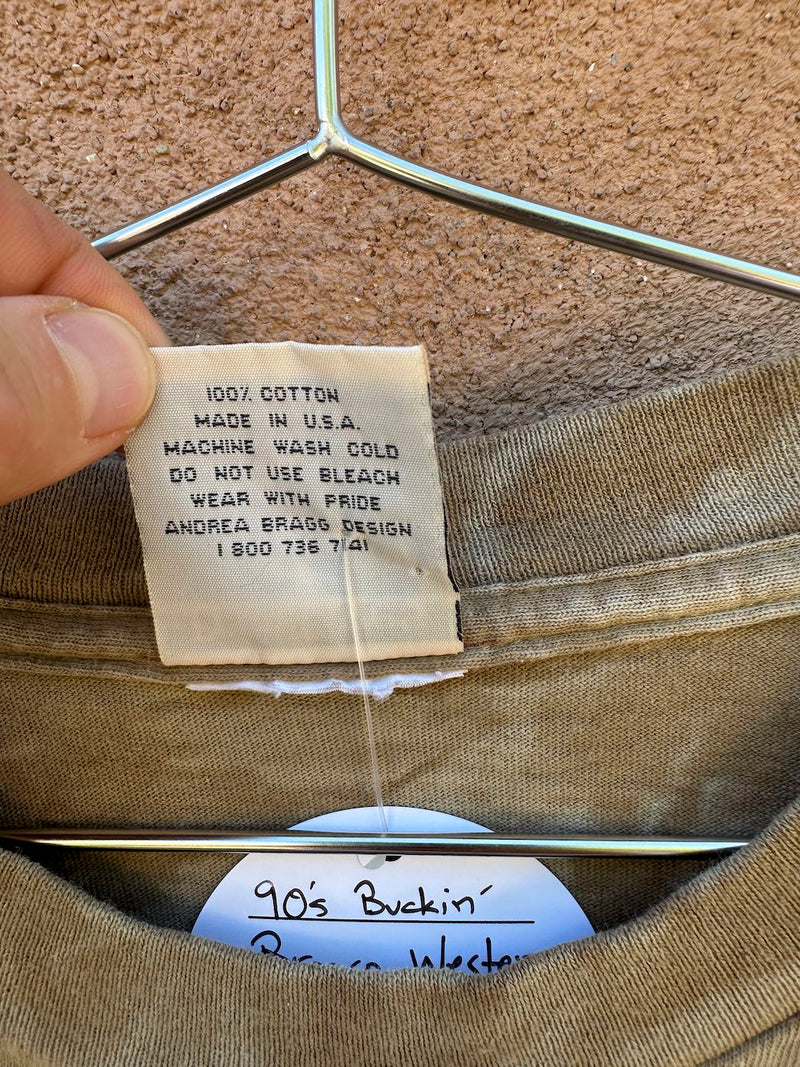 100% COTTON
MADE IN U.S.A.
MACHINE WASH COLD
DO NOT USE BLEACH
WEAR WITH PRIDE
ANDREA BRAGG DESIGN
1 800 736 7141
90's Buckin'